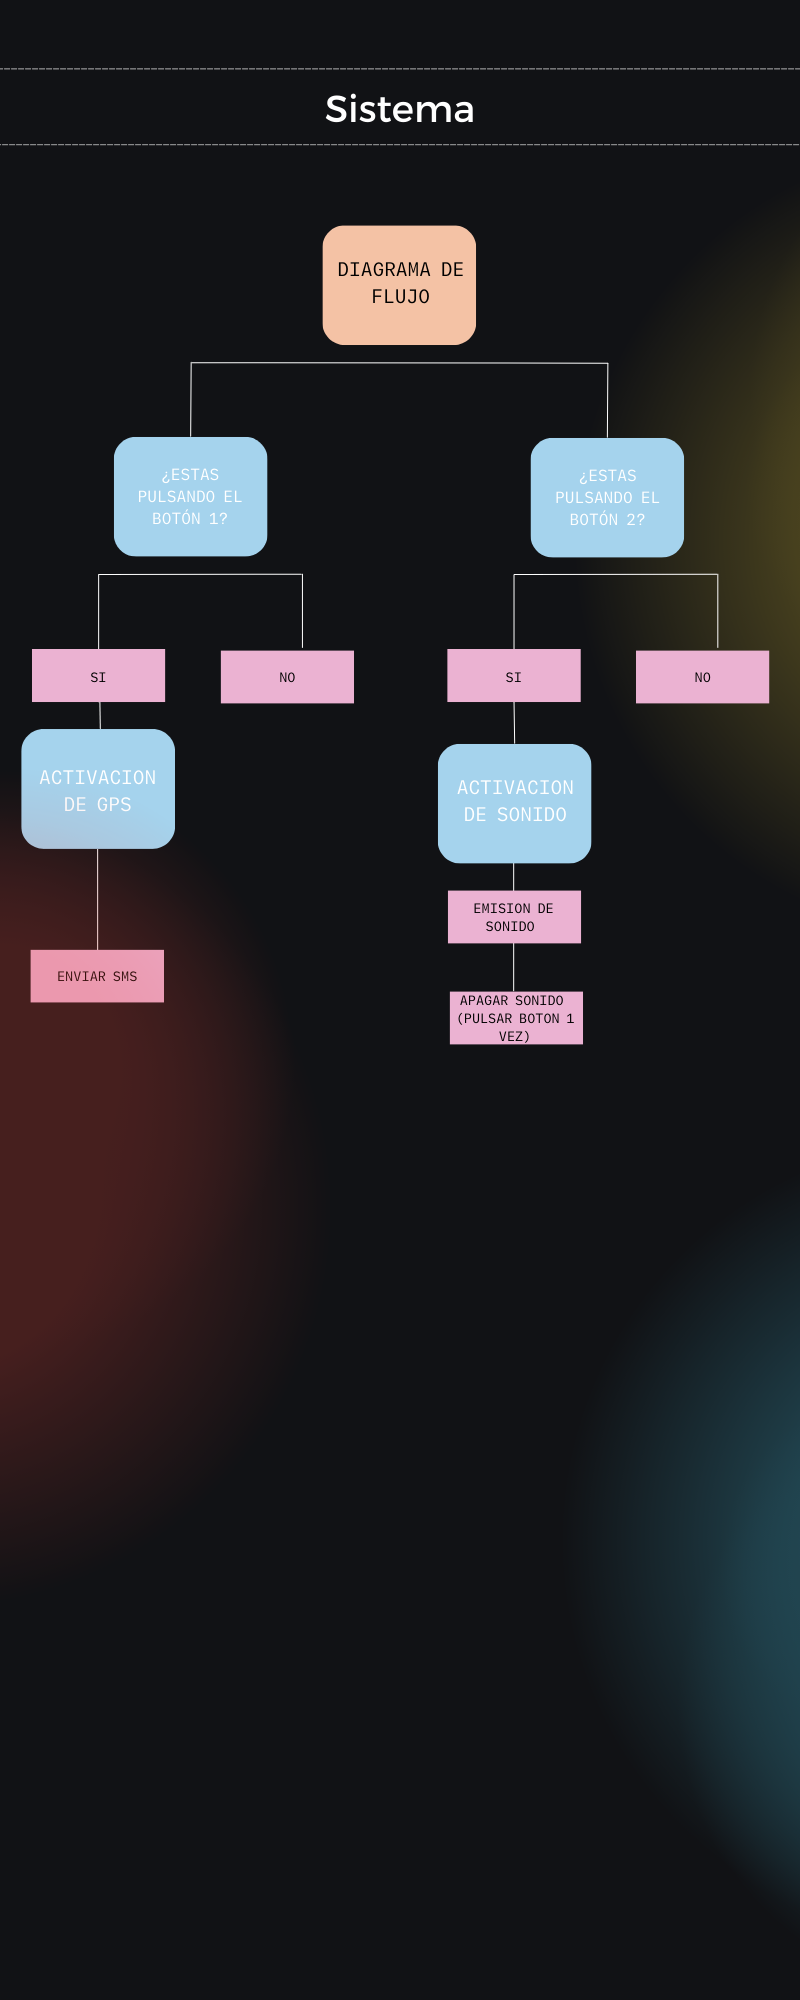 Sistema
DIAGRAMA DE
FLUJO
¿ESTAS
PULSANDO EL
BOTÓN 1?
¿ESTAS
PULSANDO EL
BOTÓN 2?
SI
NO
SI
NO
ACTIVACION
DE GPS
ACTIVACION
DE SONIDO
EMISION DE
SONIDO
ENVIAR SMS
APAGAR SONIDO
(PULSAR BOTON 1
VEZ)